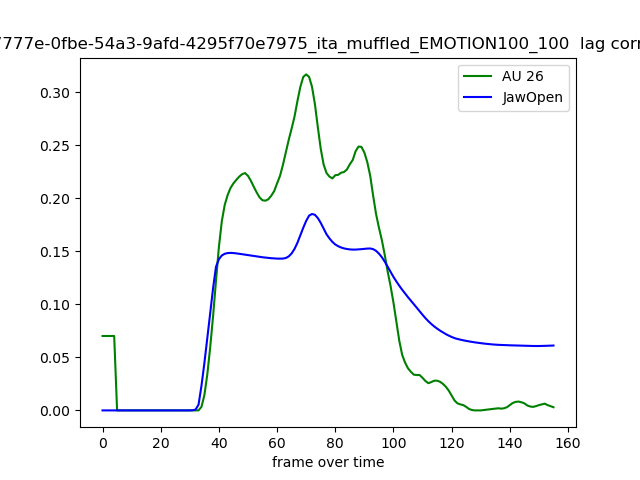 7777e-0fbe-54a3-9afd-4295f70e7975_ita_muffled_EMOTION100_100 lag corr
AU 26
JawOpen
0.30
0.25
0.20
0.15
0.10
0.05
0.00
0 20 40 60 80 100 120 140 160
frame over time